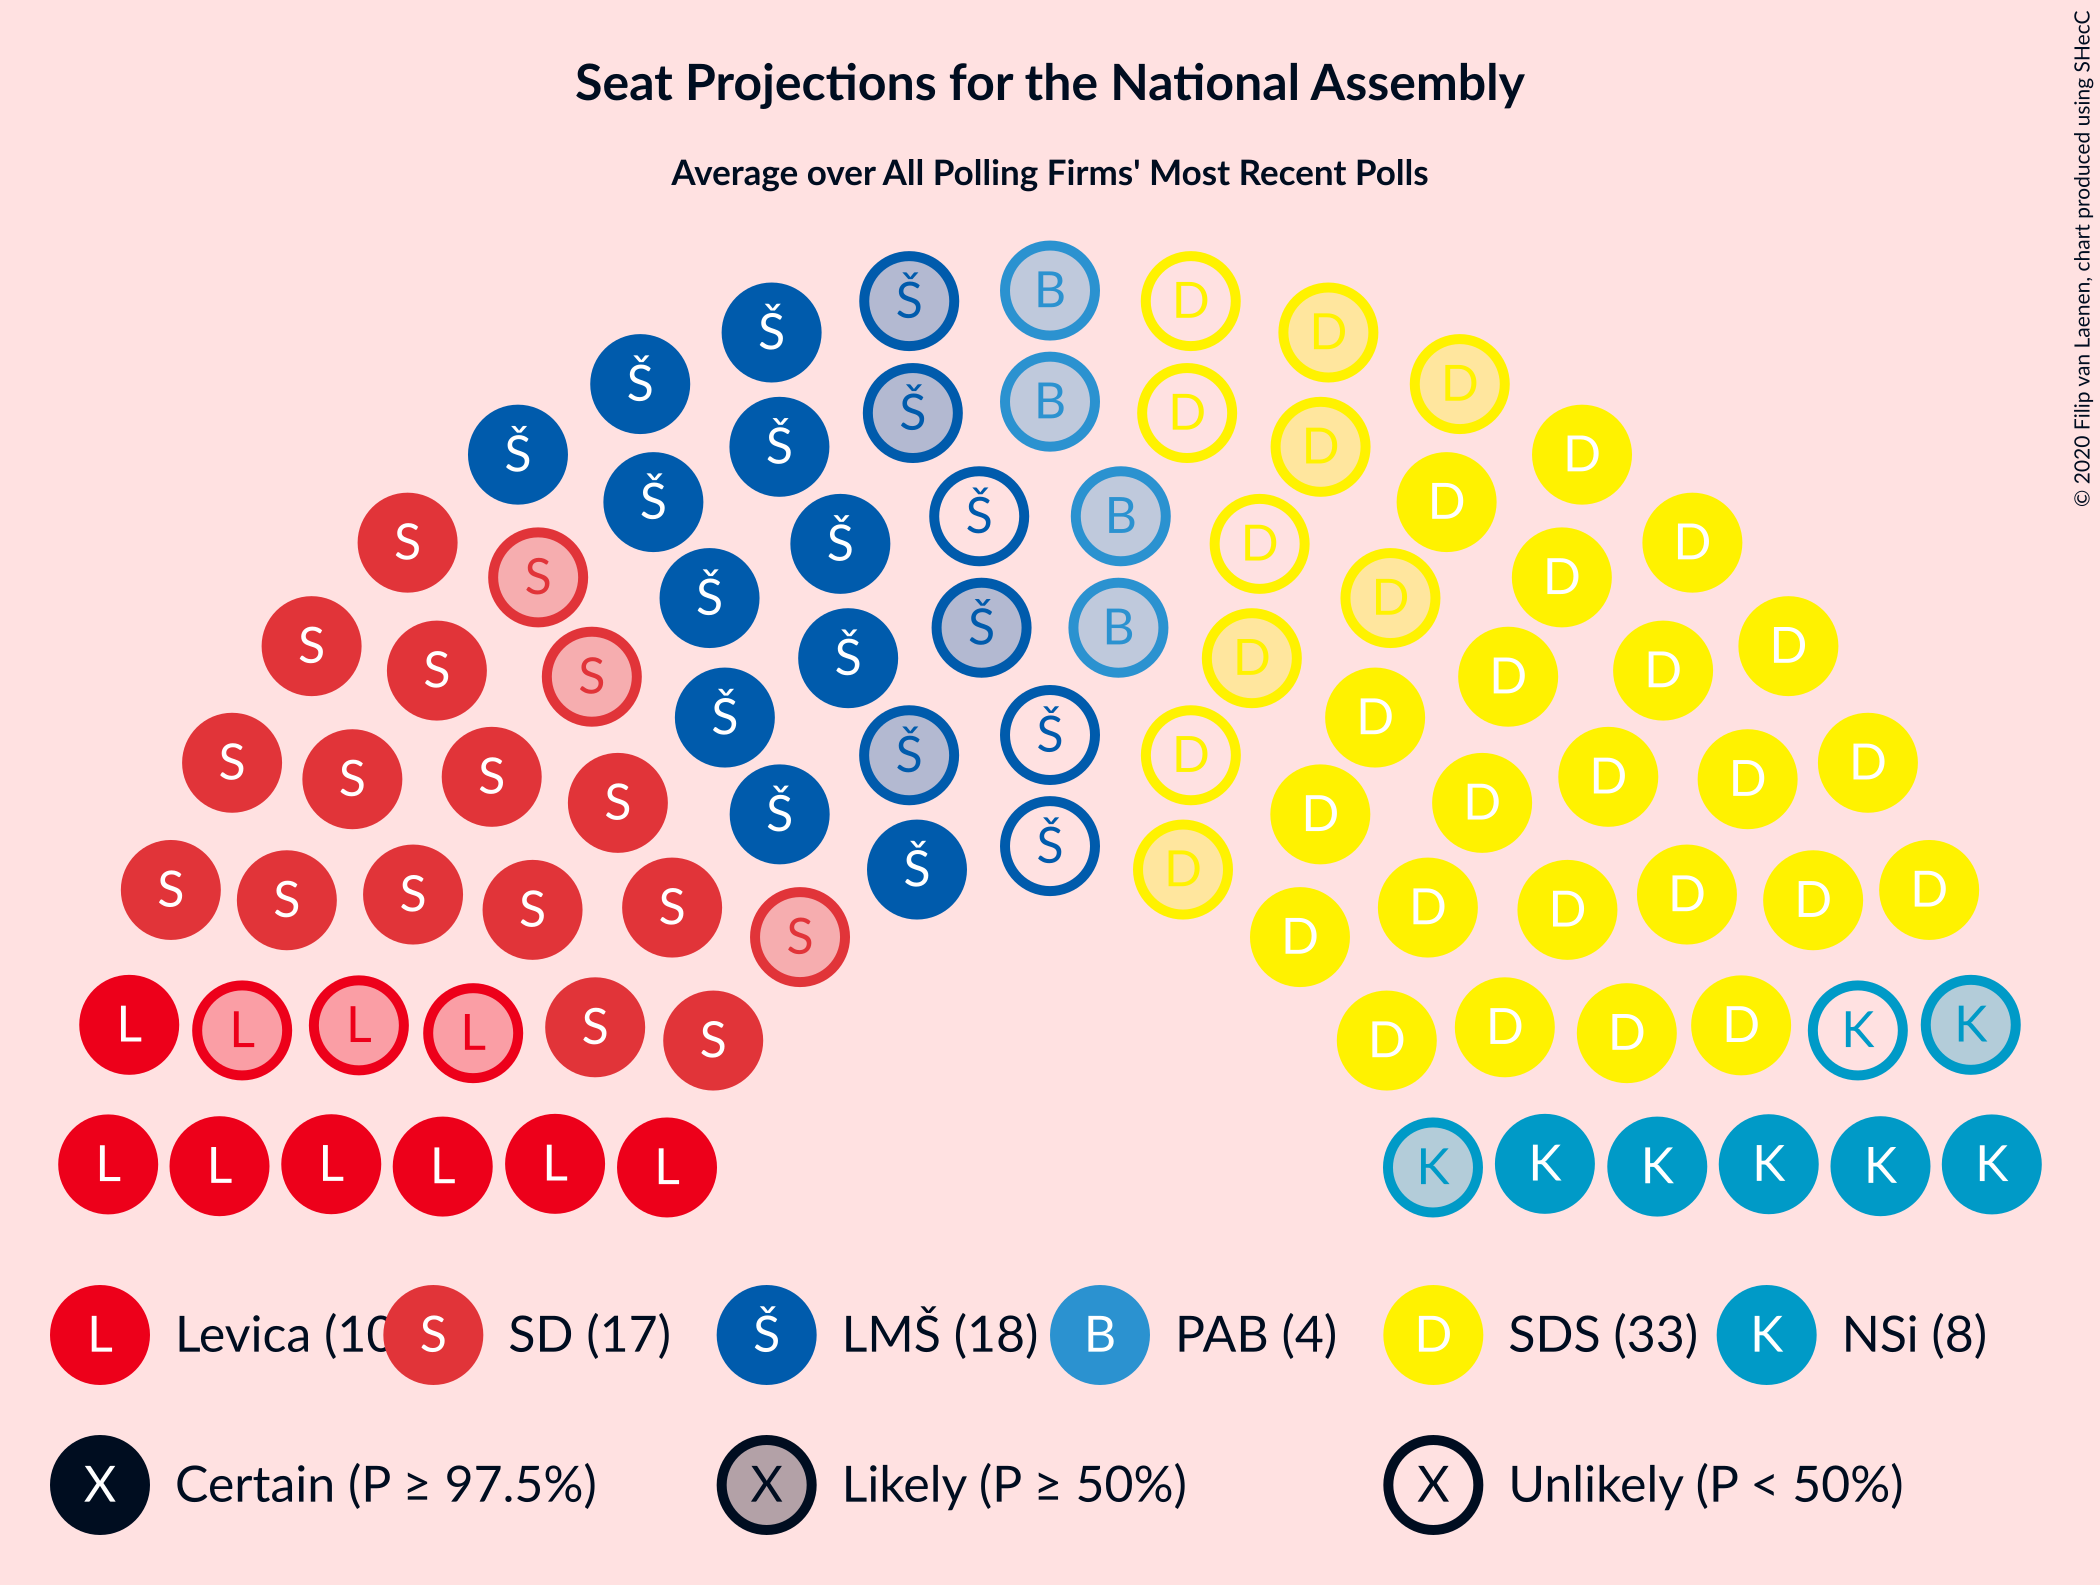 Seat Projections for the National Assembly
Average over All Polling Firms' Most Recent Polls
© 2020 Filip van Laenen, chart produced using SHecC
Š Š B D D
Š Š D
Š Š B D D
Š Š D D
S Š Š B D D
S Š D D
S Š Š B D D
S S Š D D D
S S Š Š D D D
S S S S Š Š D D D D D
S S S S S S Š D D D D D D D
L L L L S S D D D D K K
L L L L L L K K K K K K
L Levica (10 S SD (17) Š LMŠ (18) B PAB (4) D SDS (33) K NSi (8)
X Certain (P ≥ 97.5%) X Likely (P ≥ 50%) X Unlikely (P < 50%)